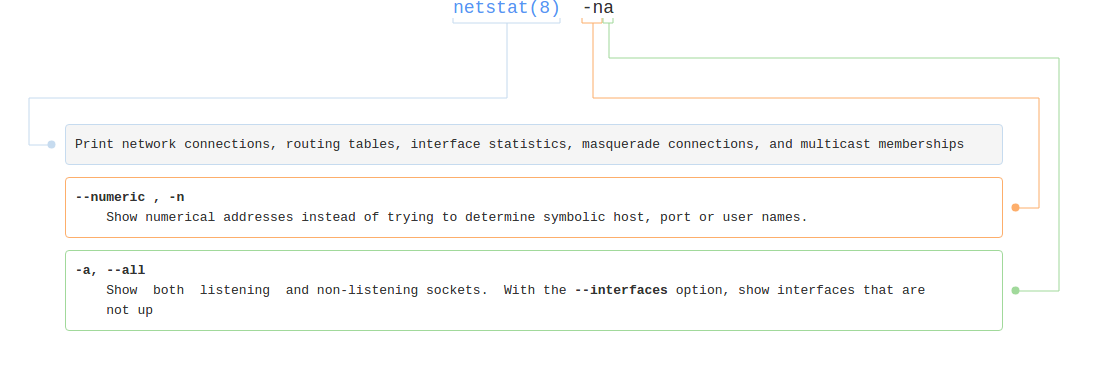 netstat(8) -na
Print network connections, routing tables, interface statistics, masquerade connections, and multicast memberships
--numeric , -n
Show numerical addresses instead of trying to determine symbolic host, port or user names.
-a, --all
Show  both  listening  and non-listening sockets.  With the --interfaces option, show interfaces that are
not up